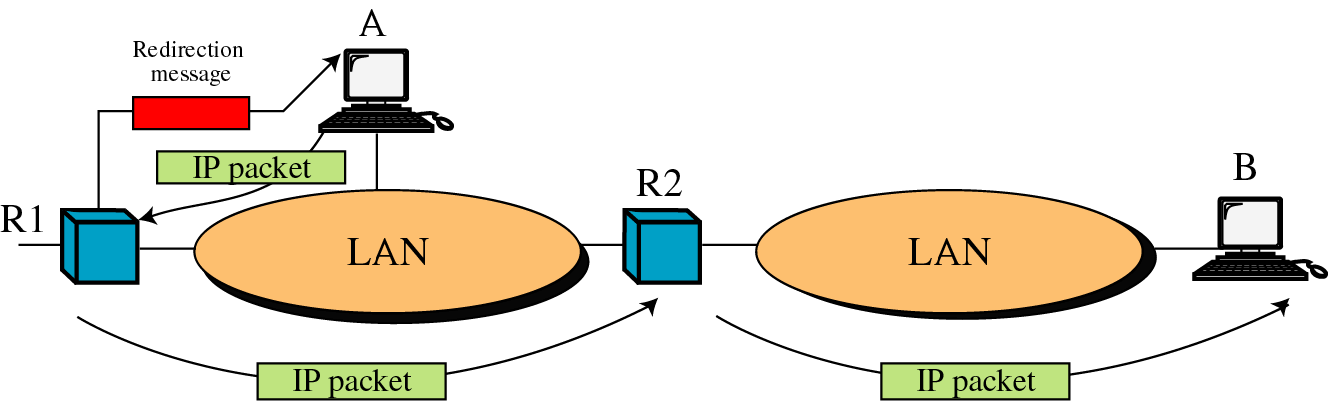 A
Redirection
message
IP packet
R1
R2
B
LAN
LAN
IP packet
IP packet